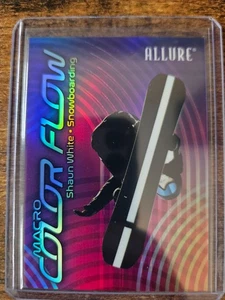 ALLURE
MACRO
COLOR FLOW
Shaun White • Snowboarding